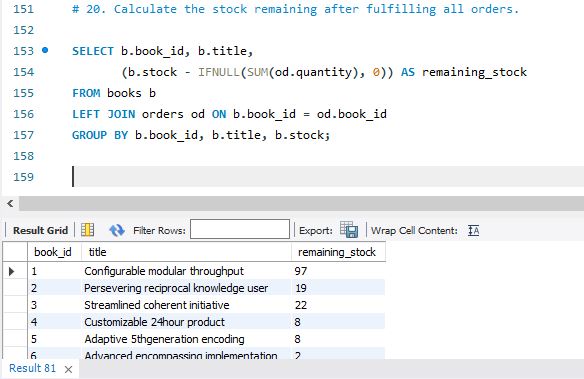 151 # 20. Calculate the stock remaining after fulfilling all orders.
152
153 SELECT b.book_id, b.title,
154 (b.stock - IFNULL(SUM(od.quantity), 0)) AS remaining_stock
155 FROM books b
156 LEFT JOIN orders od ON b.book_id = od.book_id
157 GROUP BY b.book_id, b.title, b.stock;
158
159
Result Grid Filter Rows: Export: Wrap Cell Content: IA
book_id title remaining_stock
1 Configurable modular throughput 97
2 Persevering reciprocal knowledge user 19
3 Streamlined coherent initiative 22
4 Customizable 24hour product 8
5 Adaptive 5thgeneration encoding 8
6 Advanced encompassing implementation 2
Result 81